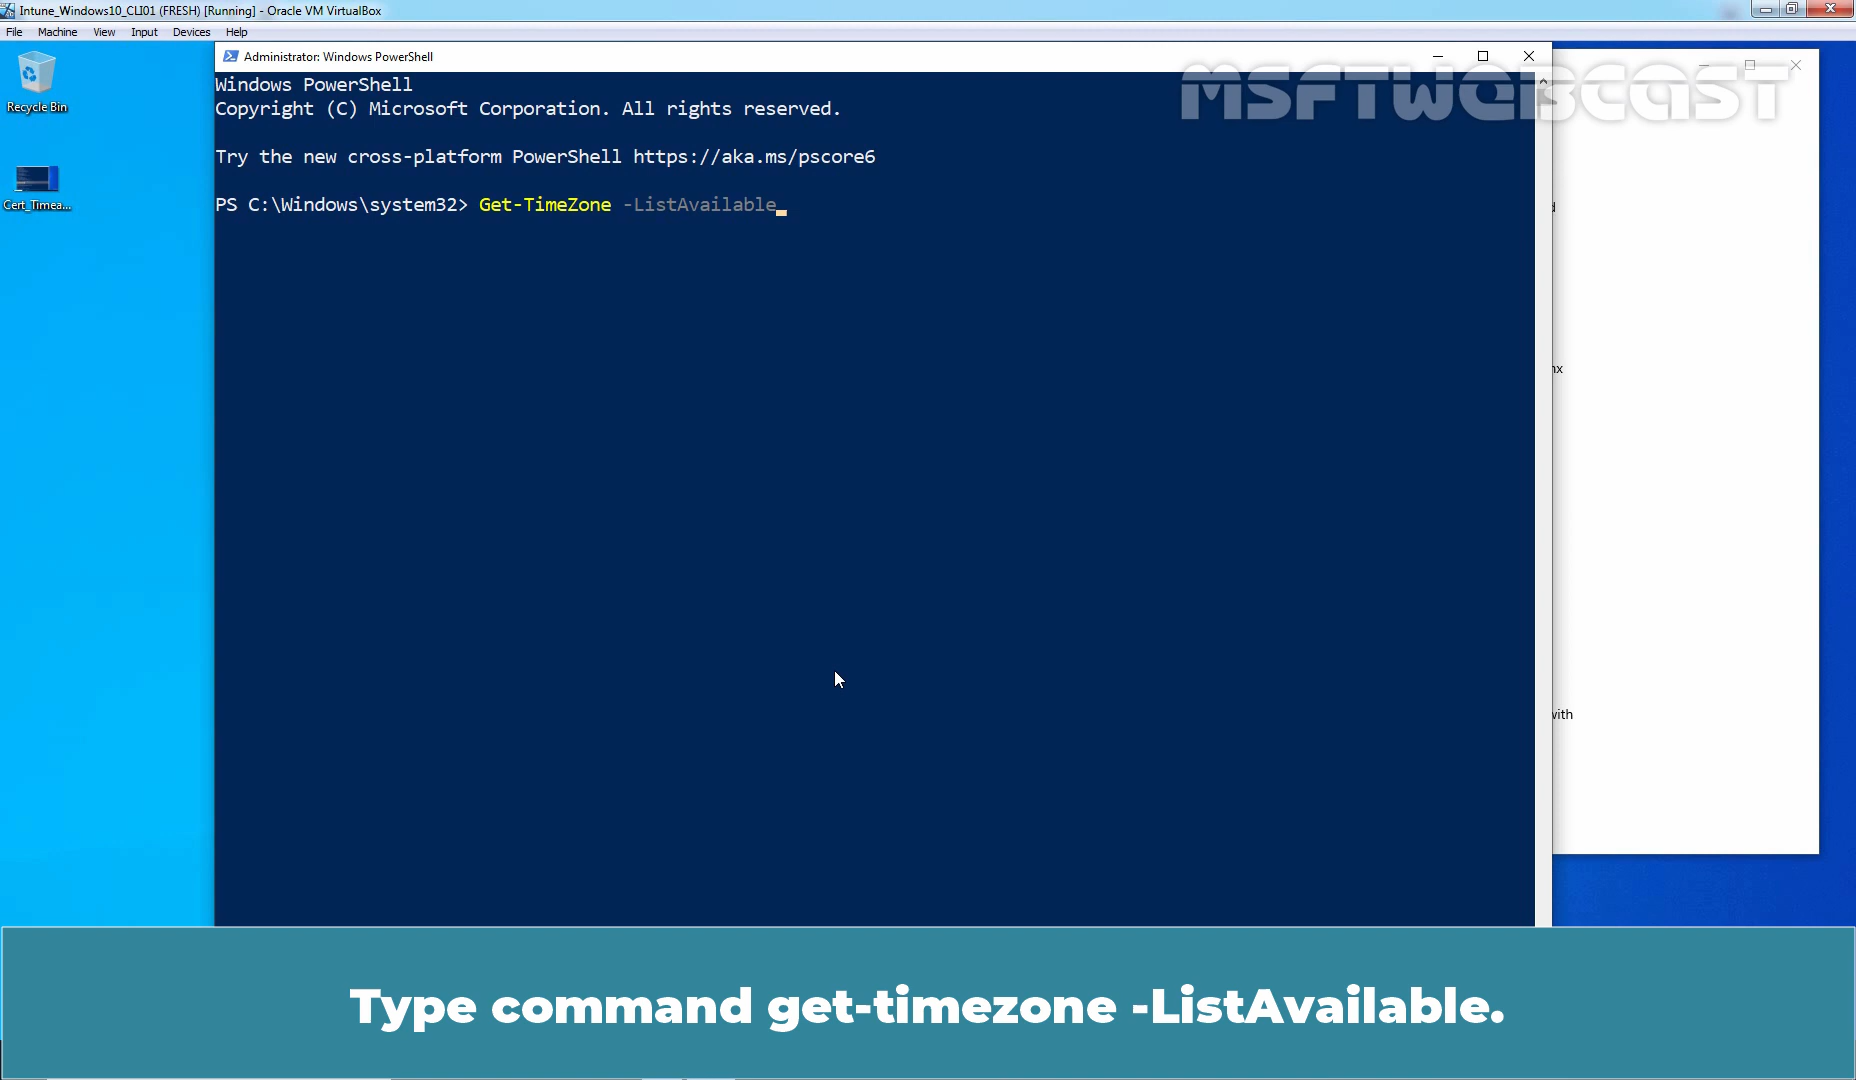 Intune_Windows10_CLI01 (FRESH) [Running] - Oracle VM VirtualBox
File Machine View Input Devices Help
Administrator: Windows PowerShell
MSFTWEBCAST
Recycle Bin
Cert_Timea...
Windows PowerShell
Copyright (C) Microsoft Corporation. All rights reserved.
Try the new cross-platform PowerShell https://aka.ms/pscore6
PS C:\Windows\system32> Get-TimeZone -ListAvailable
with
Type command get-timezone -ListAvailable.